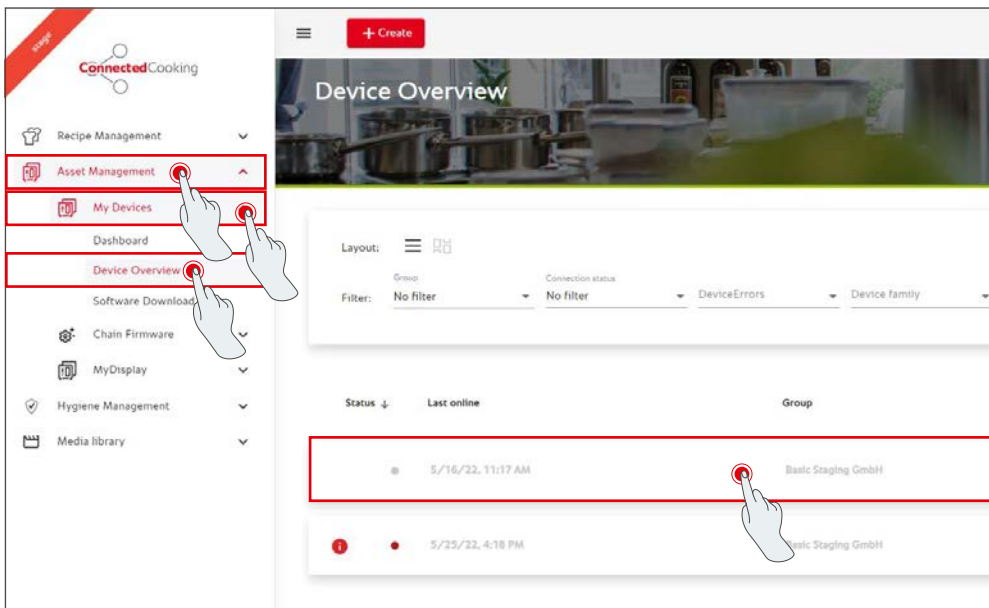 stage
ConnectedCooking
Recipe Management
Asset Management
My Devices
Dashboard
Device Overview
Software Download
Chain Firmware
MyDisplay
Hygiene Management
Media library
+ Create
Device Overview
Layout:
Group
Connection status
Filter: No filter No filter DeviceErrors Device family
Status ↓ Last online Group
5/16/22, 11:17 AM Basic Staging GmbH
5/25/22, 4:18 PM Basic Staging GmbH